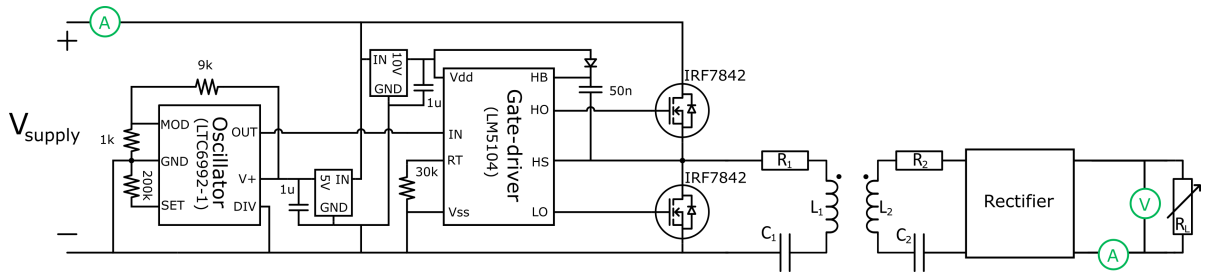 A
+
V supply
−
9k
1k
200k
MOD
GND
SET
OUT
V+
DIV
Oscillator
(LTC6992-1)
1u
5V
IN
GND
IN
10V
GND
1u
30k
Vdd
IN
RT
Vss
Gate-driver
(LM5104)
HB
HO
HS
LO
50n
IRF7842
IRF7842
R1
L1
C1
R2
L2
C2
Rectifier
V
A
RL